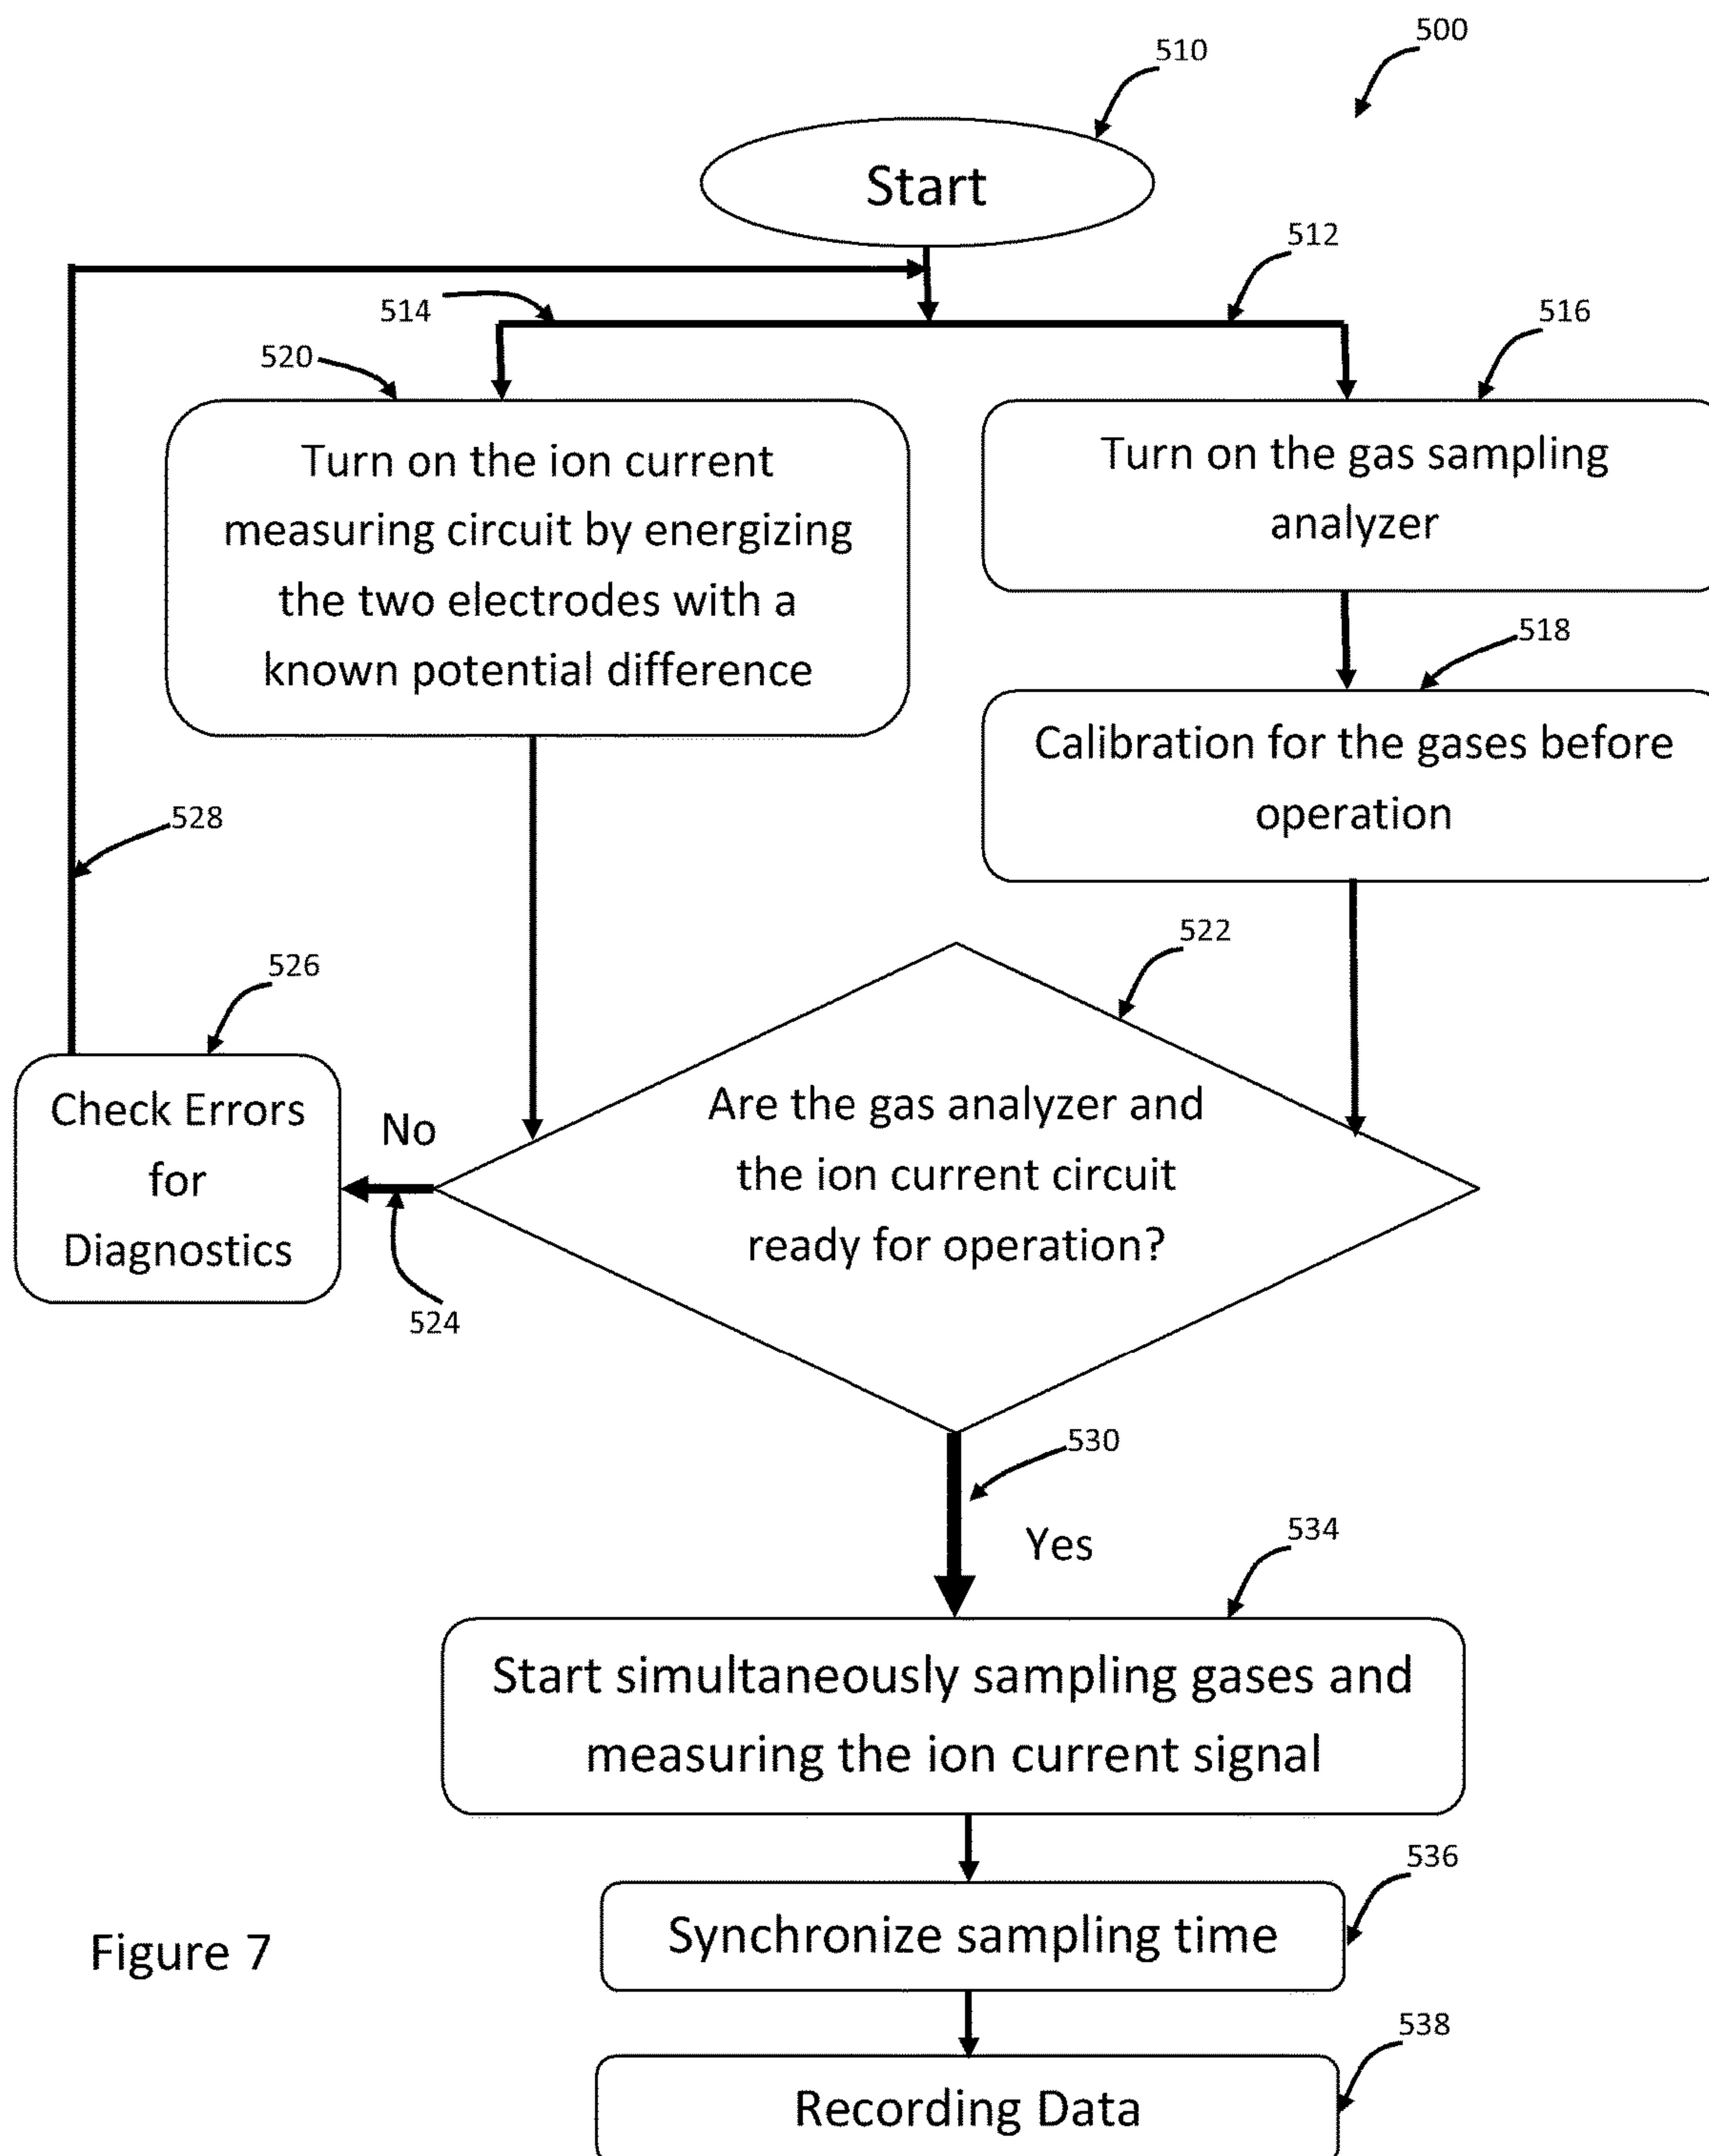 500
510
Start
512
514
516
520
Turn on the ion current
measuring circuit by energizing
the two electrodes with a
known potential difference
Turn on the gas sampling
analyzer
518
Calibration for the gases before
operation
528
522
526
Check Errors
for
Diagnostics
No
524
Are the gas analyzer and
the ion current circuit
ready for operation?
530
Yes
534
Start simultaneously sampling gases and
measuring the ion current signal
536
Synchronize sampling time
Figure 7
538
Recording Data